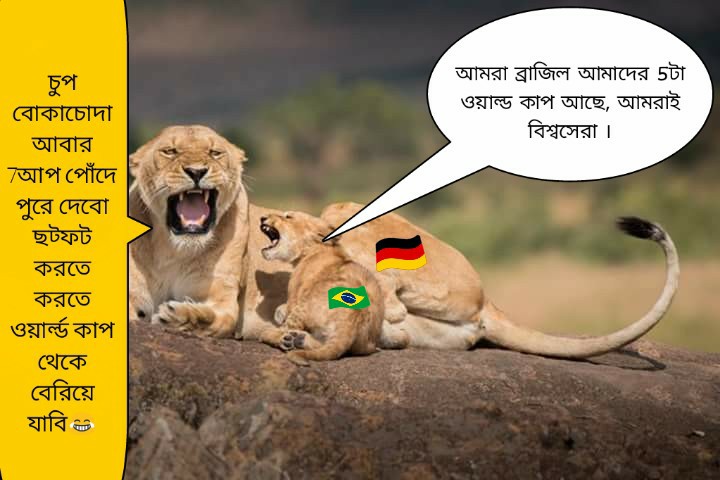 আমরা ব্রাজিল আমাদের 5টা
ওয়াল্ড কাপ আছে, আমরাই
বিশ্বসেরা ।
চুপ
বোকাচোদা
আবার
7আপ পোঁদে
পুরে দেবো
ছটফট
করতে
করতে
ওয়ার্ল্ড কাপ
থেকে
বেরিয়ে
যাবি😂